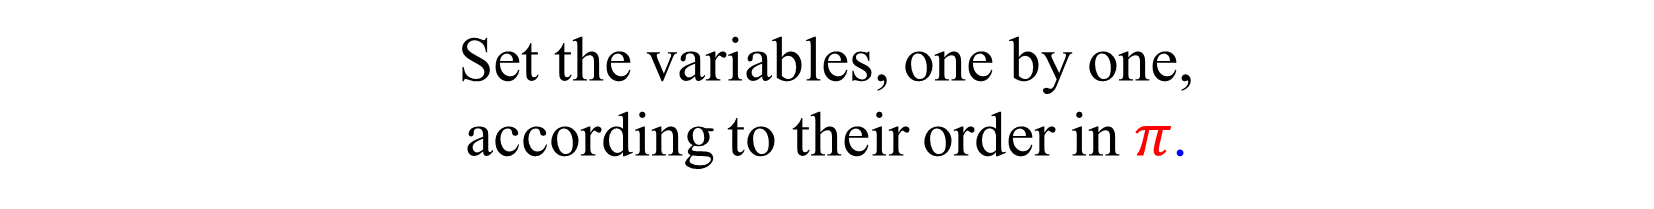 Set the variables, one by one,
according to their order in π.